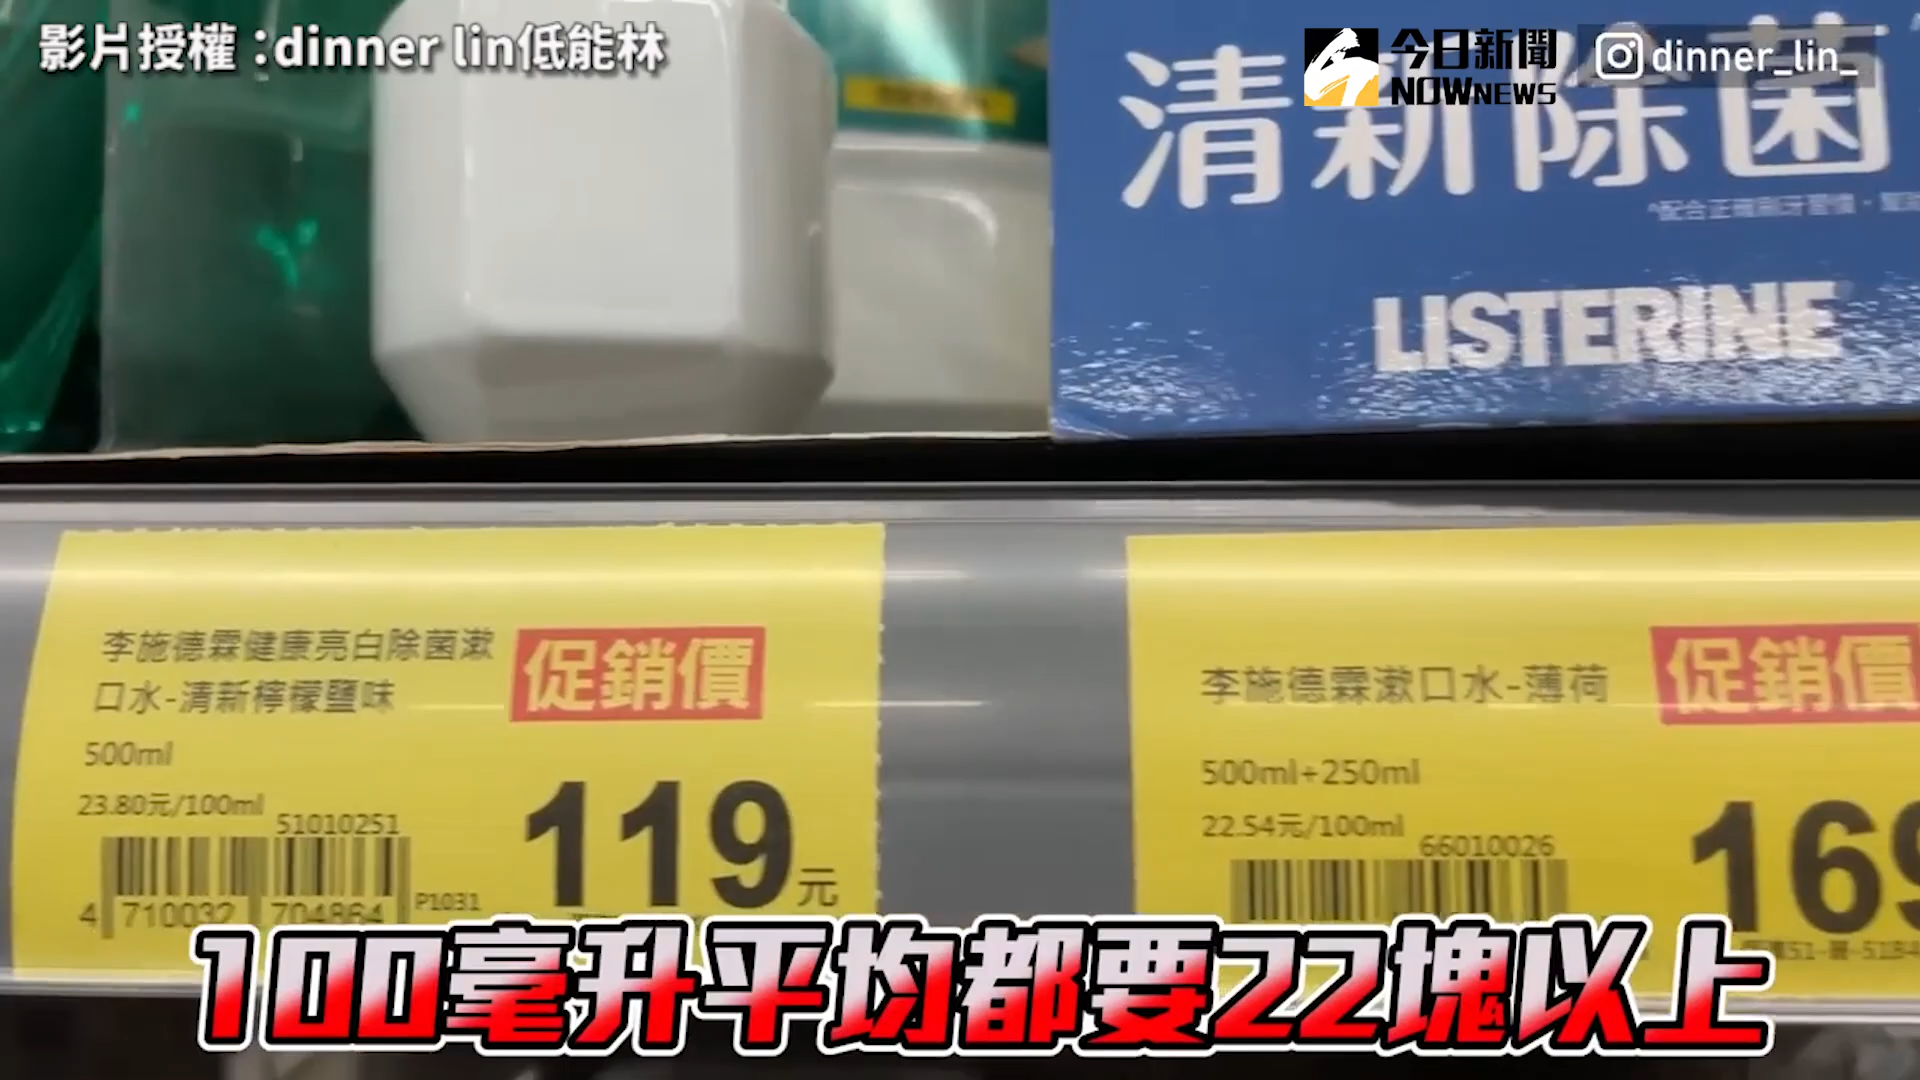 影片授權：dinner lin低能林
今日新聞
NOWnews
dinner_lin_
清新除菌
LISTERINE
李施德霖健康亮白除菌漱
口水-清新檸檬鹽味
促銷價
500ml
23.80元/100ml
51010251
119元
4 710032 704864
P1031
李施德霖漱口水-薄荷
促銷價
500ml+250ml
22.54元/100ml
66010026
169
100毫升平均都要22塊以上